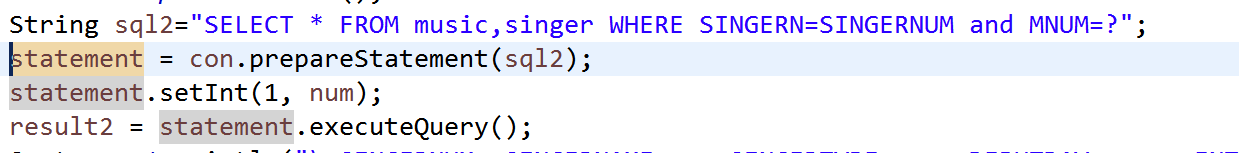 String sql2="SELECT * FROM music,singer WHERE SINGERN=SINGERNUM and MNUM=?";
statement = con.prepareStatement(sql2);
statement.setInt(1, num);
result2 = statement.executeQuery();